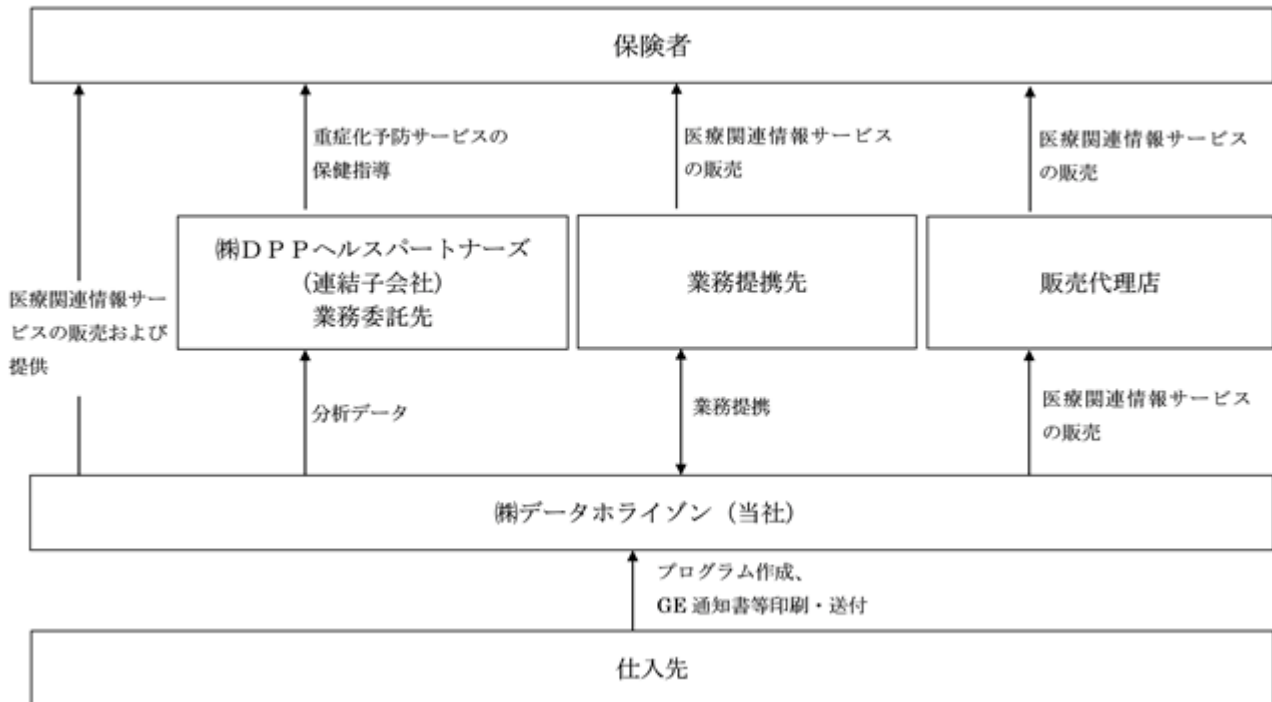 保険者
重症化予防サービスの
保健指導
医療関連情報サービス
の販売
医療関連情報サービス
の販売
㈱ＤＰＰヘルスパートナーズ
（連結子会社）
業務委託先
業務提携先
販売代理店
医療関連情報サー
ビスの販売および
提供
分析データ
業務提携
医療関連情報サービス
の販売
㈱データホライゾン（当社）
プログラム作成、
GE 通知書等印刷・送付
仕入先